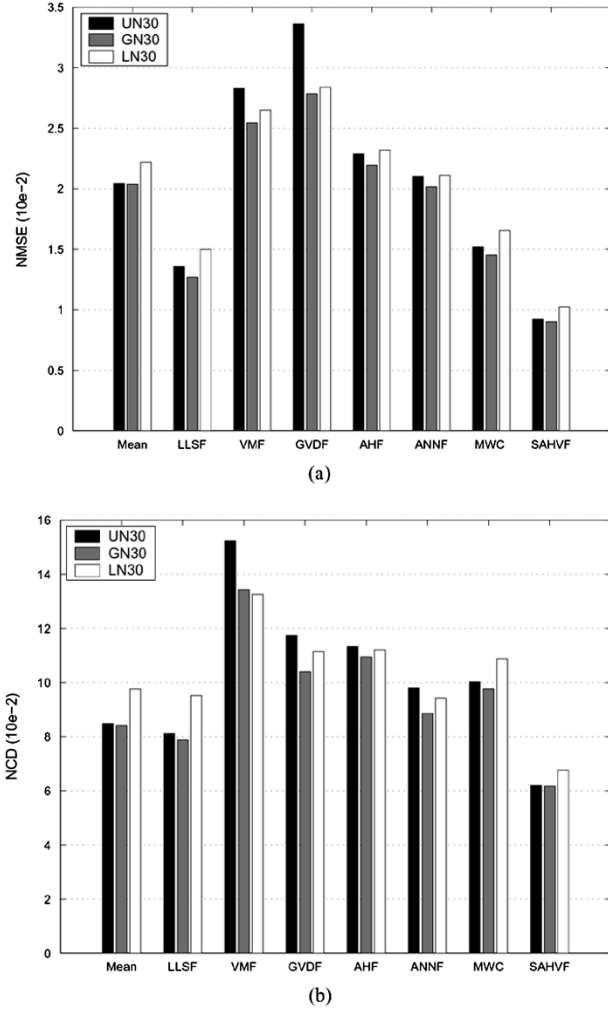 3.5
3
2.5
2
1.5
1
0.5
0
NMSE (10e-2)
UN30
GN30
LN30
Mean LLSF VMF GVDF AHF ANNF MWC SAHVF
(a)
16
14
12
10
8
6
4
2
0
NCD (10e-2)
UN30
GN30
LN30
Mean LLSF VMF GVDF AHF ANNF MWC SAHVF
(b)